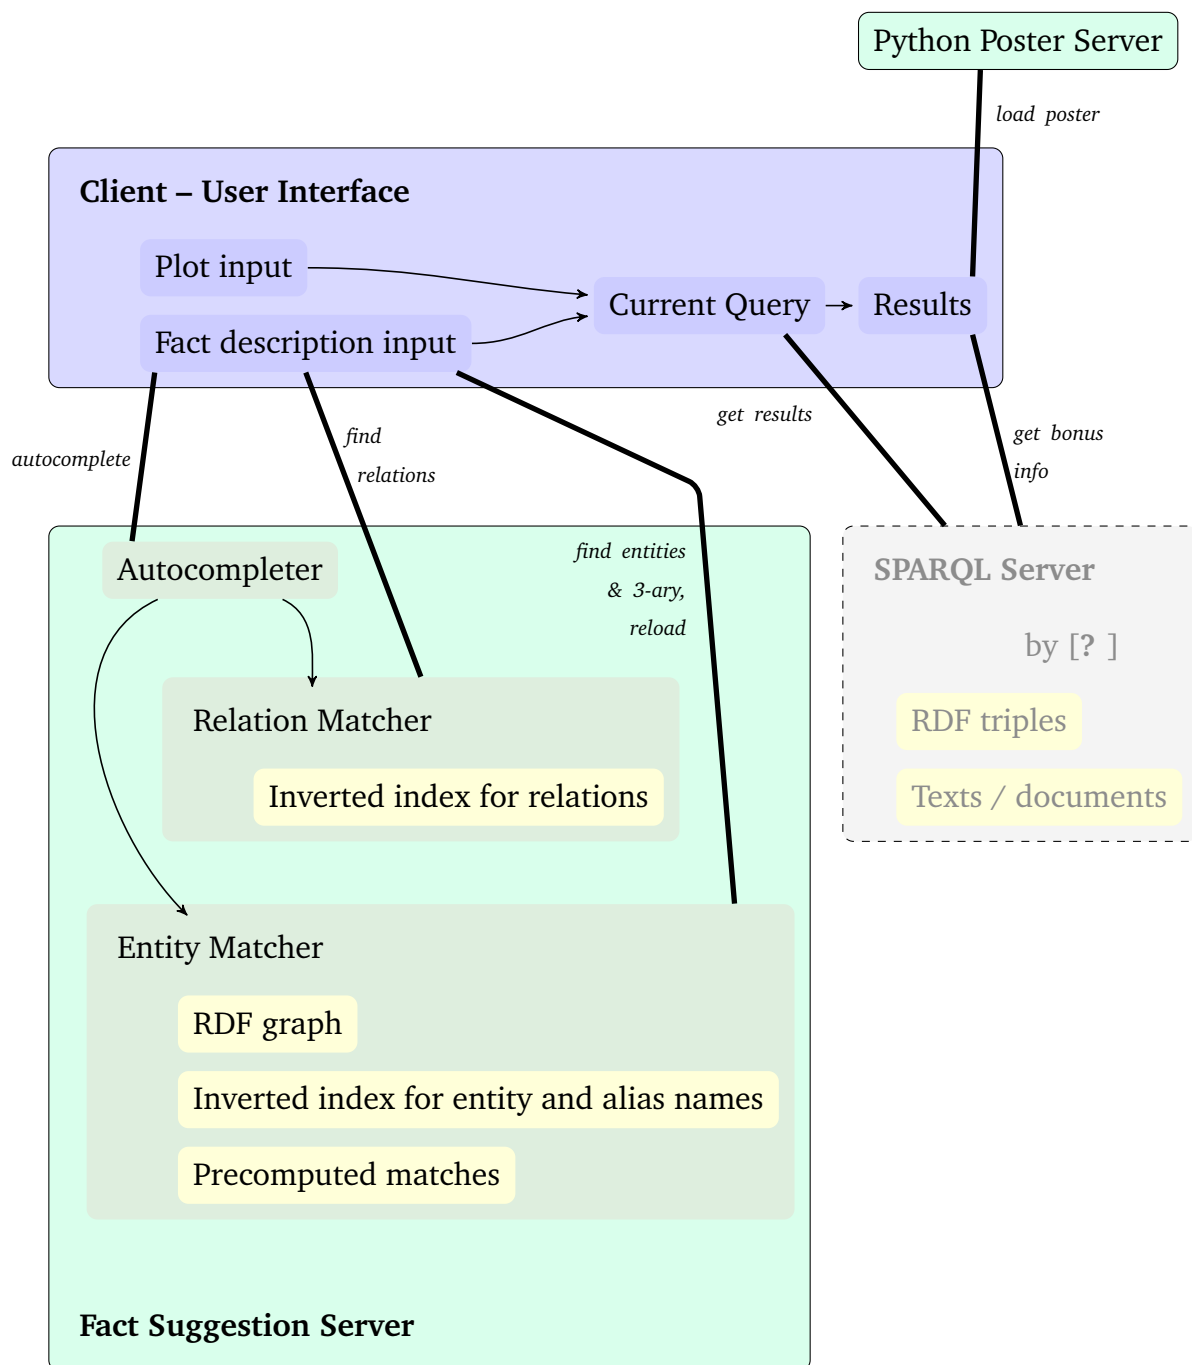 Python Poster Server
load poster
Client – User Interface
Plot input
Current Query
Results
Fact description input
get results
find
relations
autocomplete
get bonus
info
find entities
& 3-ary,
reload
Autocompleter
SPARQL Server
by [? ]
Relation Matcher
RDF triples
Inverted index for relations
Texts / documents
Entity Matcher
RDF graph
Inverted index for entity and alias names
Precomputed matches
Fact Suggestion Server